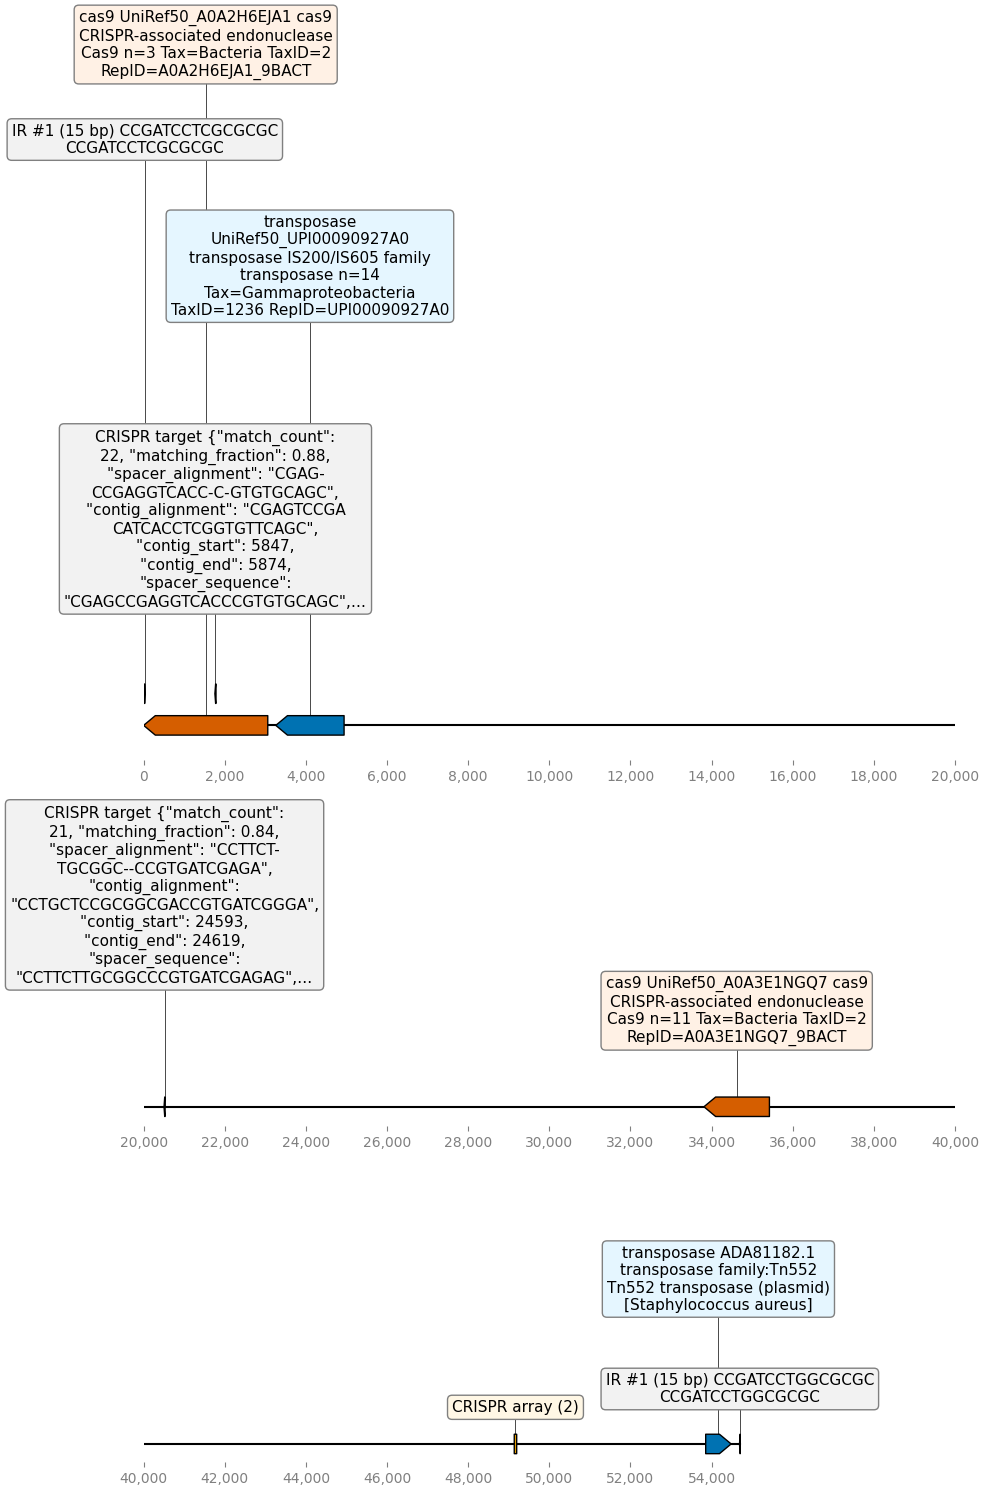 cas9 UniRef50_A0A2H6EJA1 cas9
CRISPR-associated endonuclease
Cas9 n=3 Tax=Bacteria TaxID=2
RepID=A0A2H6EJA1_9BACT
IR #1 (15 bp) CCGATCCTCGCGCGC
CCGATCCTCGCGCGC
transposase
UniRef50_UPI00090927A0
transposase IS200/IS605 family
transposase n=14
Tax=Gammaproteobacteria
TaxID=1236 RepID=UPI00090927A0
CRISPR target {"match_count":
22, "matching_fraction": 0.88,
"spacer_alignment": "CGAG-
CCGAGGTCACC-C-GTGTGCAGC",
"contig_alignment": "CGAGTCCGA
CATCACCTCGGTGTTCAGC",
"contig_start": 5847,
"contig_end": 5874,
"spacer_sequence":
"CGAGCCGAGGTCACCCGTGTGCAGC",...
0 2,000 4,000 6,000 8,000 10,000 12,000 14,000 16,000 18,000 20,000
CRISPR target {"match_count":
21, "matching_fraction": 0.84,
"spacer_alignment": "CCTTCT-
TGCGGC--CCGTGATCGAGA",
"contig_alignment":
"CCTGCTCCGCGGCGACCGTGATCGGGA",
"contig_start": 24593,
"contig_end": 24619,
"spacer_sequence":
"CCTTCTTGCGGCCCGTGATCGAGAG",...
cas9 UniRef50_A0A3E1NGQ7 cas9
CRISPR-associated endonuclease
Cas9 n=11 Tax=Bacteria TaxID=2
RepID=A0A3E1NGQ7_9BACT
20,000 22,000 24,000 26,000 28,000 30,000 32,000 34,000 36,000 38,000 40,000
transposase ADA81182.1
transposase family:Tn552
Tn552 transposase (plasmid)
[Staphylococcus aureus]
IR #1 (15 bp) CCGATCCTGGCGCGC
CCGATCCTGGCGCGC
CRISPR array (2)
40,000 42,000 44,000 46,000 48,000 50,000 52,000 54,000